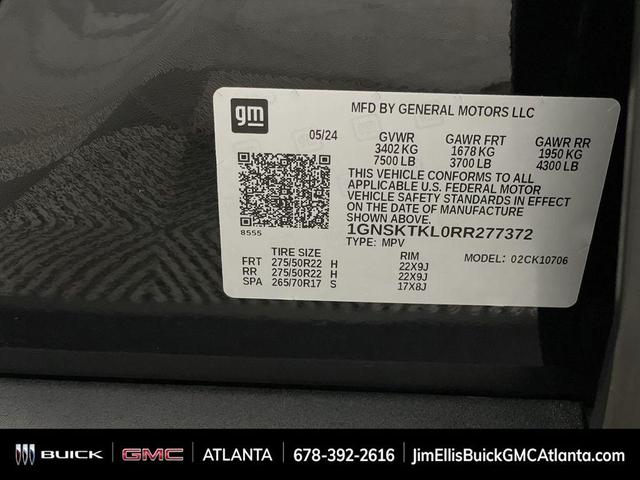 gm
MFD BY GENERAL MOTORS LLC
05/24
GVWR GAWR FRT GAWR RR
3402 KG 1678 KG 1950 KG
7500 LB 3700 LB 4300 LB
THIS VEHICLE CONFORMS TO ALL
APPLICABLE U.S. FEDERAL MOTOR
VEHICLE SAFETY STANDARDS IN EFFECT
ON THE DATE OF MANUFACTURE
SHOWN ABOVE.
8555
1GNSKTKL0RR277372
TYPE: MPV MODEL: 02CK10706
TIRE SIZE RIM
FRT 275/50R22 H 22X9J
RR 275/50R22 H 22X9J
SPA 265/70R17 S 17X8J
BUICK GMC ATLANTA 678-392-2616 JimEllisBuickGMCAtlanta.com